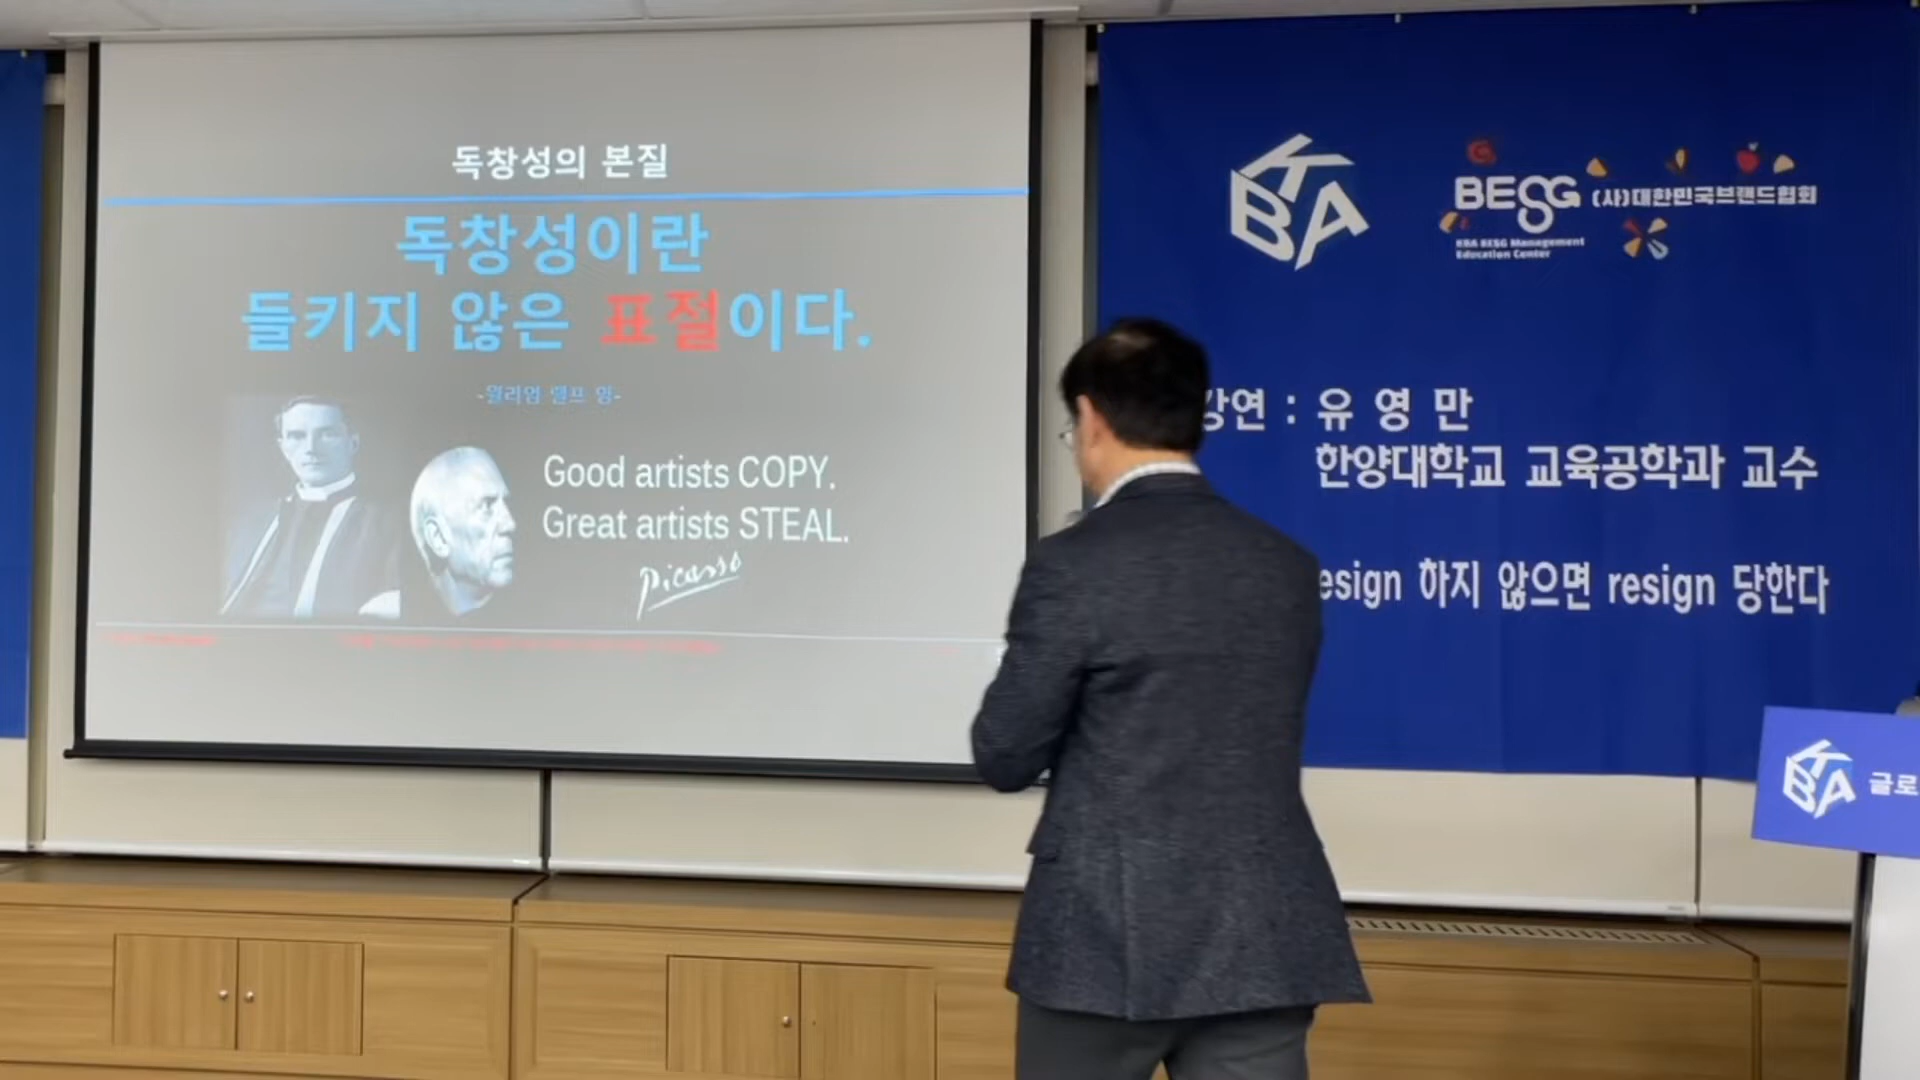 독창성의 본질
독창성이란
들키지 않은 표절이다.
-윌리엄 랄프 잉-
Good artists COPY.
Great artists STEAL.
Picasso
KBA
BESG (사)대한민국브랜드협회
KBA BESG Management
Education Center
강연 : 유 영 만
한양대학교 교육공학과 교수
esign 하지 않으면 resign 당한다
KBA 글로